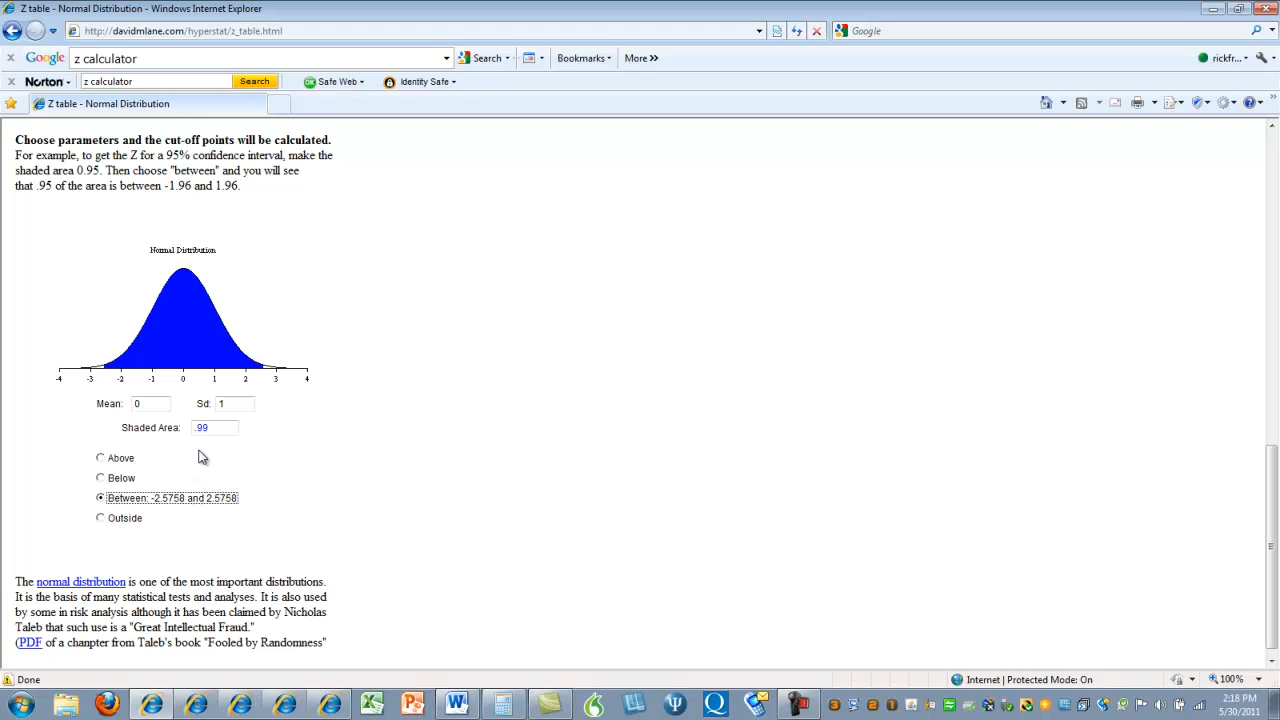 Z table - Normal Distribution - Windows Internet Explorer
http://davidmlane.com/hyperstat/z_table.html
Google
x Google z calculator Search Bookmarks More »
rickfr...
x Norton z calculator Search Safe Web Identity Safe
Z table - Normal Distribution
Choose parameters and the cut-off points will be calculated.
For example, to get the Z for a 95% confidence interval, make the
shaded area 0.95. Then choose "between" and you will see
that .95 of the area is between -1.96 and 1.96.
Normal Distribution
-4 -3 -2 -1 0 1 2 3 4
Mean: 0 Sd: 1
Shaded Area: .99
Above
Below
Between: -2.5758 and 2.5758
Outside
The normal distribution is one of the most important distributions.
It is the basis of many statistical tests and analyses. It is also used
by some in risk analysis although it has been claimed by Nicholas
Taleb that such use is a "Great Intellectual Fraud."
(PDF of a chanpter from Taleb's book "Fooled by Randomness"
Done
Internet | Protected Mode: On
100%
2:18 PM
5/30/2011